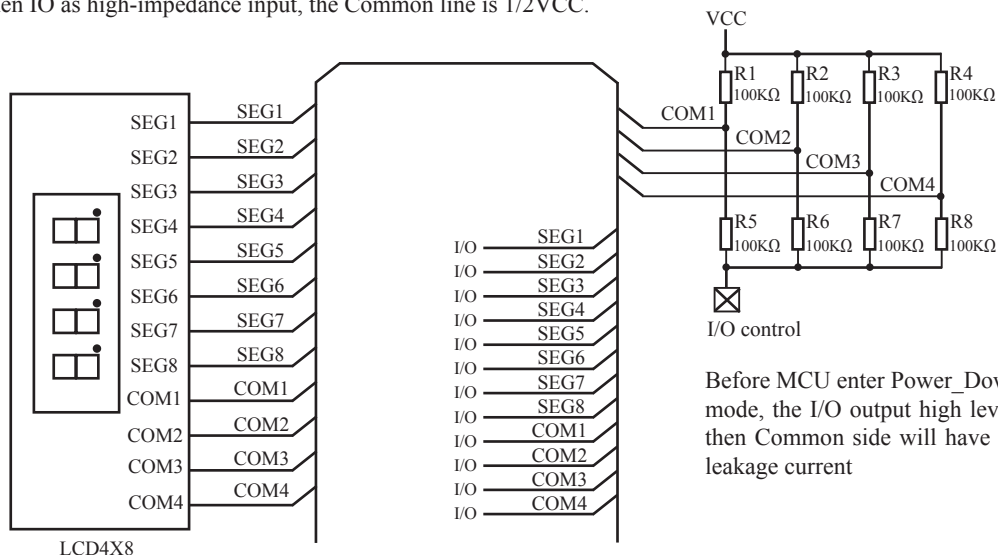 IO as high-impedance input, the Common line is 1/2VCC.
VCC
R1
100KΩ
R2
100KΩ
R3
100KΩ
R4
100KΩ
COM1
COM2
COM3
COM4
R5
100KΩ
R6
100KΩ
R7
100KΩ
R8
100KΩ
I/O control
SEG1 SEG1
SEG2 SEG2
SEG3 SEG3
SEG4 SEG4
SEG5 SEG5
SEG6 SEG6
SEG7 SEG7
SEG8 SEG8
COM1 COM1
COM2 COM2
COM3 COM3
COM4 COM4
LCD4X8
I/O SEG1
I/O SEG2
I/O SEG3
I/O SEG4
I/O SEG5
I/O SEG6
I/O SEG7
I/O SEG8
I/O COM1
I/O COM2
I/O COM3
I/O COM4
Before MCU enter Power_Dow
mode, the I/O output high lev
then Common side will have
leakage current